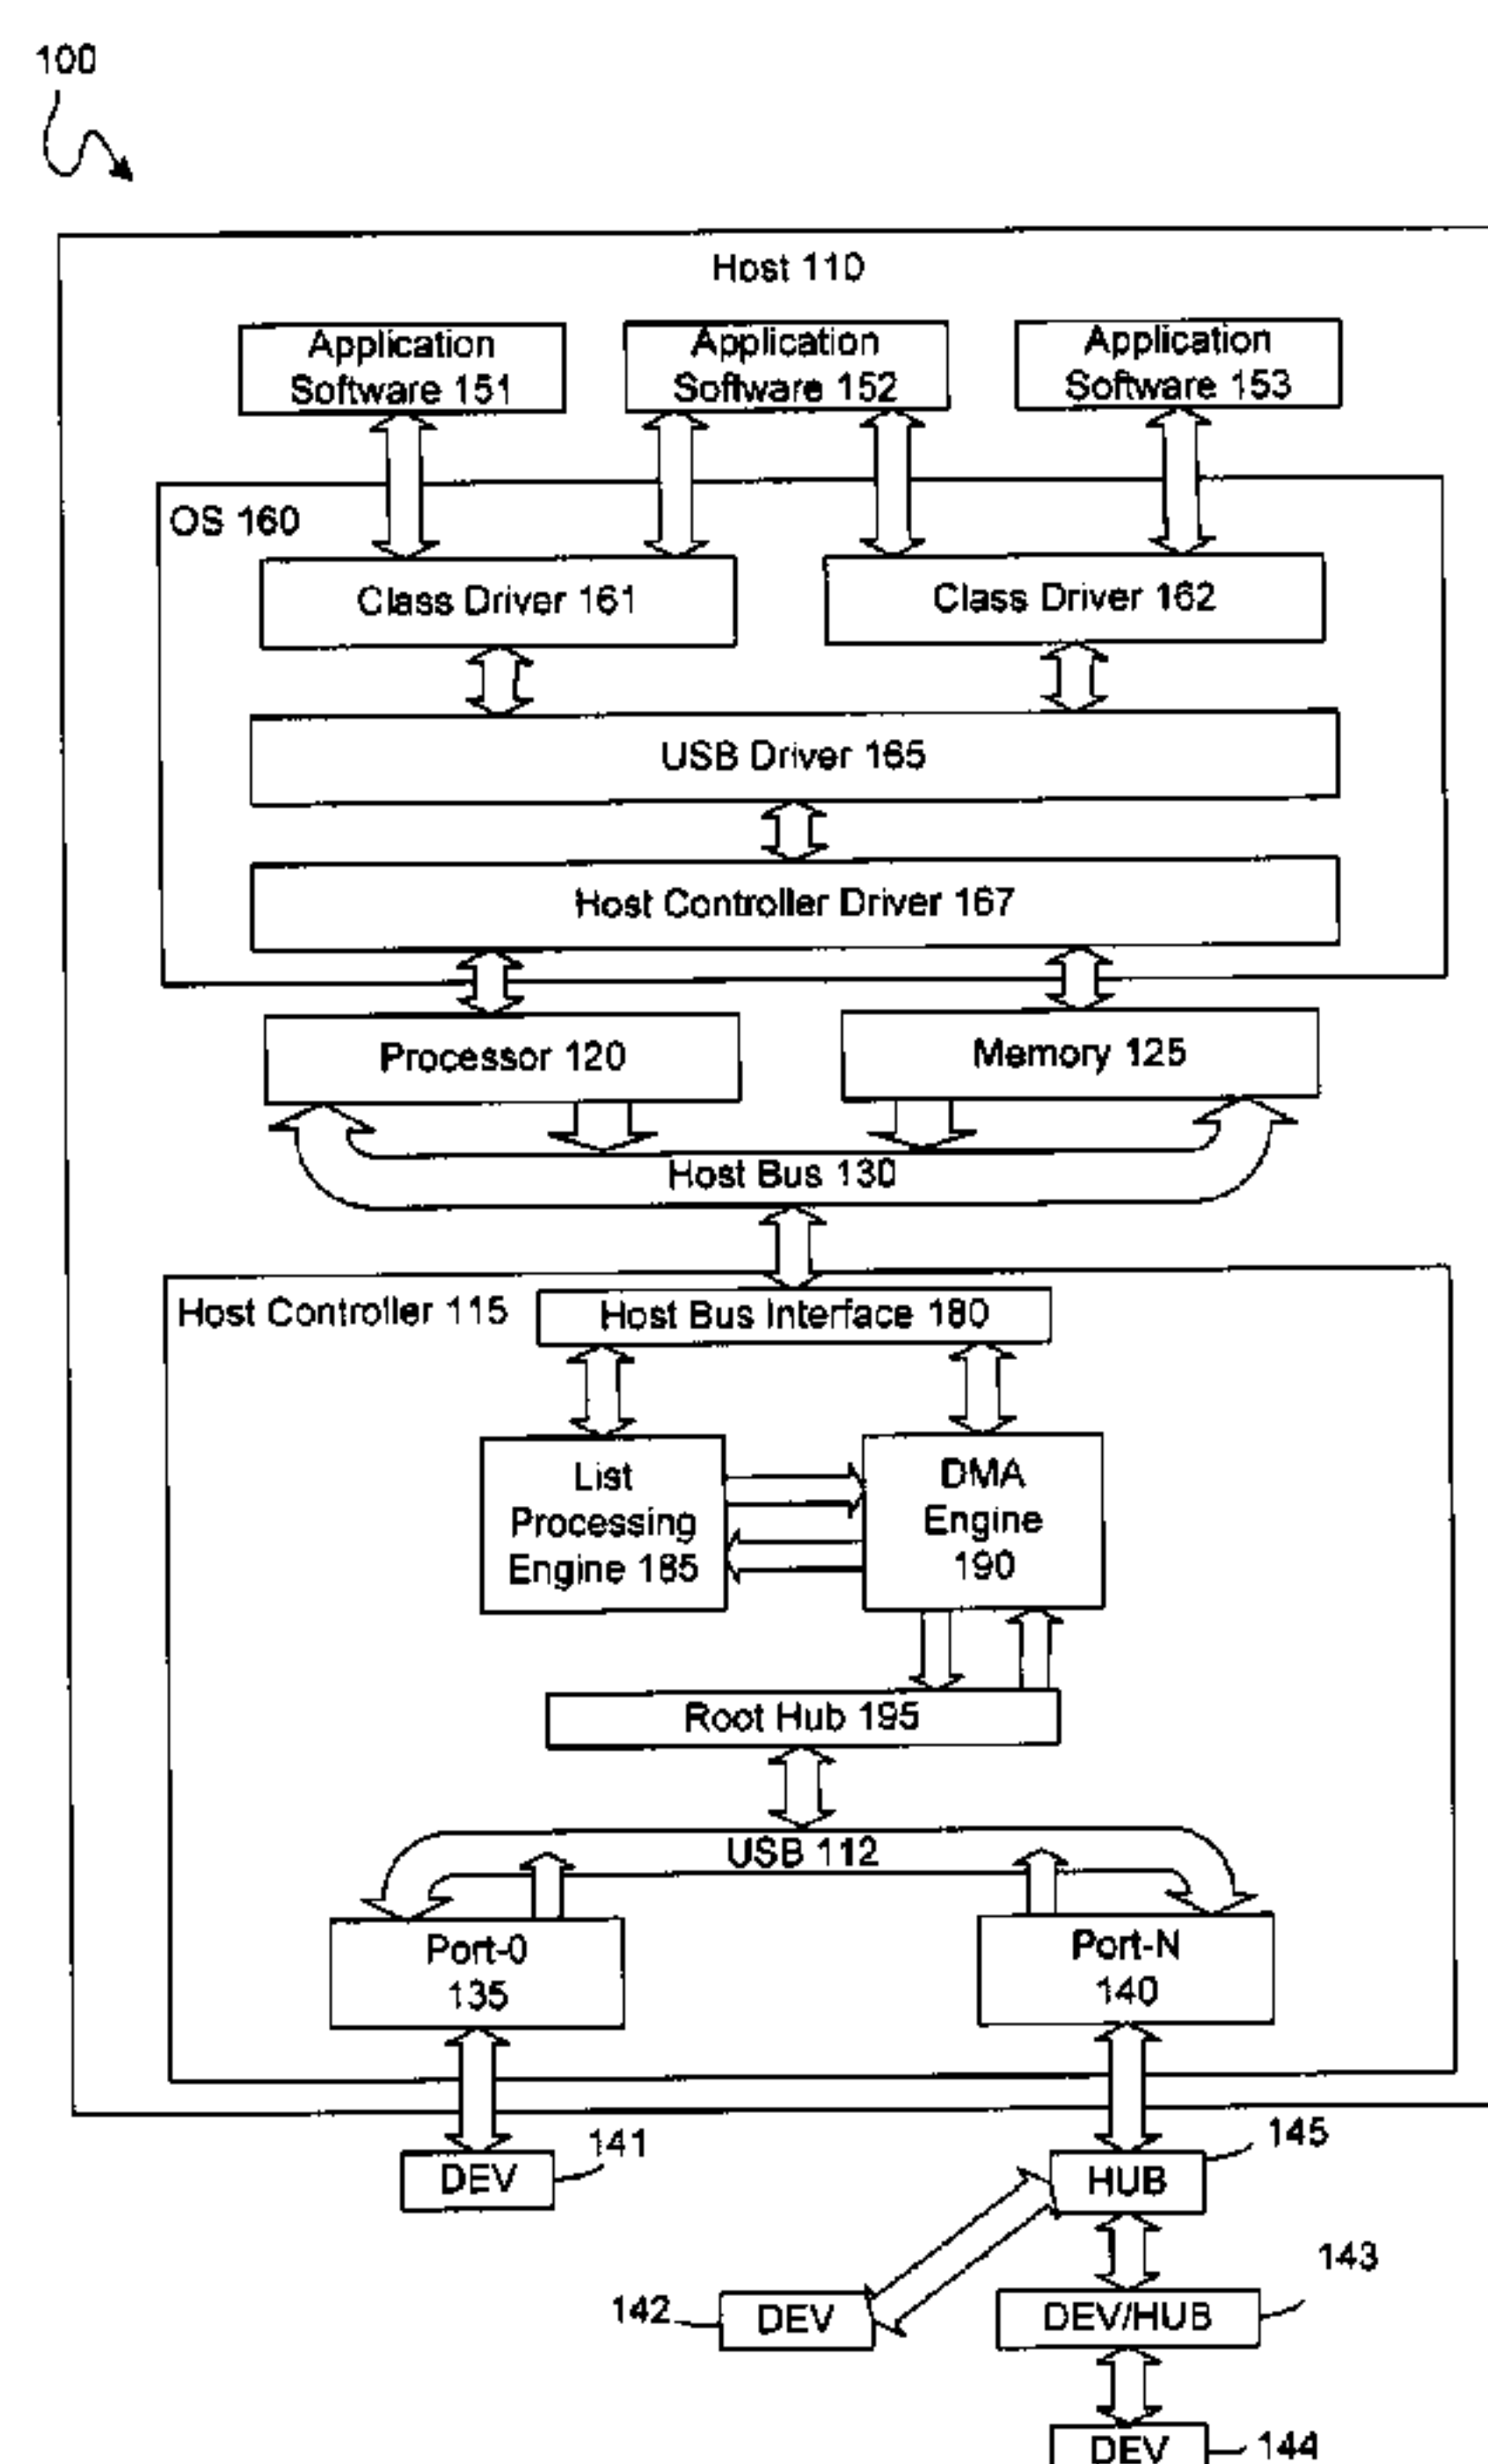 100
Host 110
Application
Software 151
Application
Software 152
Application
Software 153
OS 160
Class Driver 161
Class Driver 162
USB Driver 165
Host Controller Driver 167
Processor 120
Memory 125
Host Bus 130
Host Controller 115
Host Bus Interface 180
List
Processing
Engine 185
DMA
Engine
190
Root Hub 195
USB 112
Port-0
135
Port-N
140
DEV
141
HUB
145
142
DEV
DEV/HUB
143
DEV
144